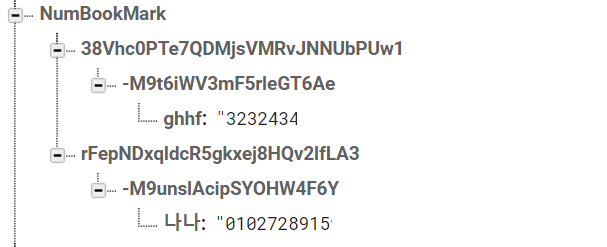 NumBookMark
38Vhc0PTe7QDMjsVMRvJNNUbPUw1
-M9t6iWV3mF5rleGT6Ae
ghhf: "3232434
rFepNDxqldcR5gkxej8HQv2lfLA3
-M9unslAcipSYOHW4F6Y
나나: "0102728915